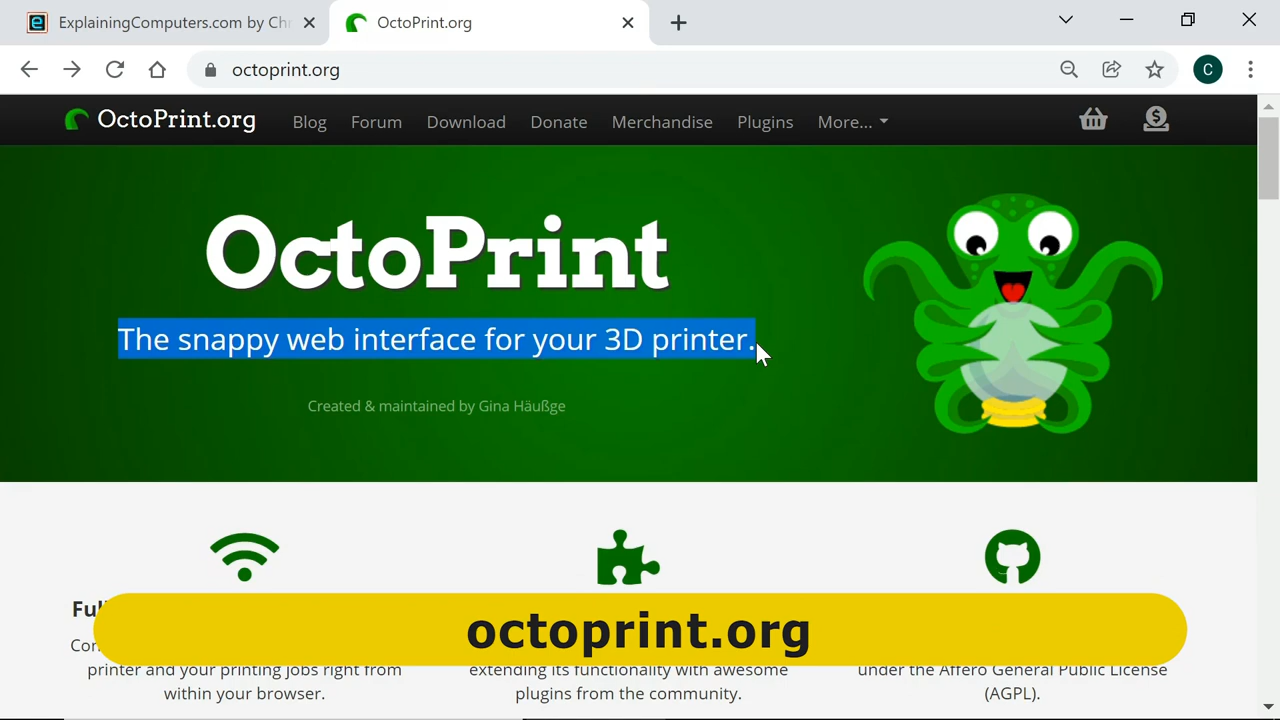 ExplainingComputers.com by Ch
OctoPrint.org
octoprint.org
C
OctoPrint.org
Blog
Forum
Download
Donate
Merchandise
Plugins
More...
OctoPrint
The snappy web interface for your 3D printer.
Created & maintained by Gina Häußge
octoprint.org
printer and your printing jobs right from
within your browser.
extending its functionality with awesome
plugins from the community.
under the Affero General Public License
(AGPL).